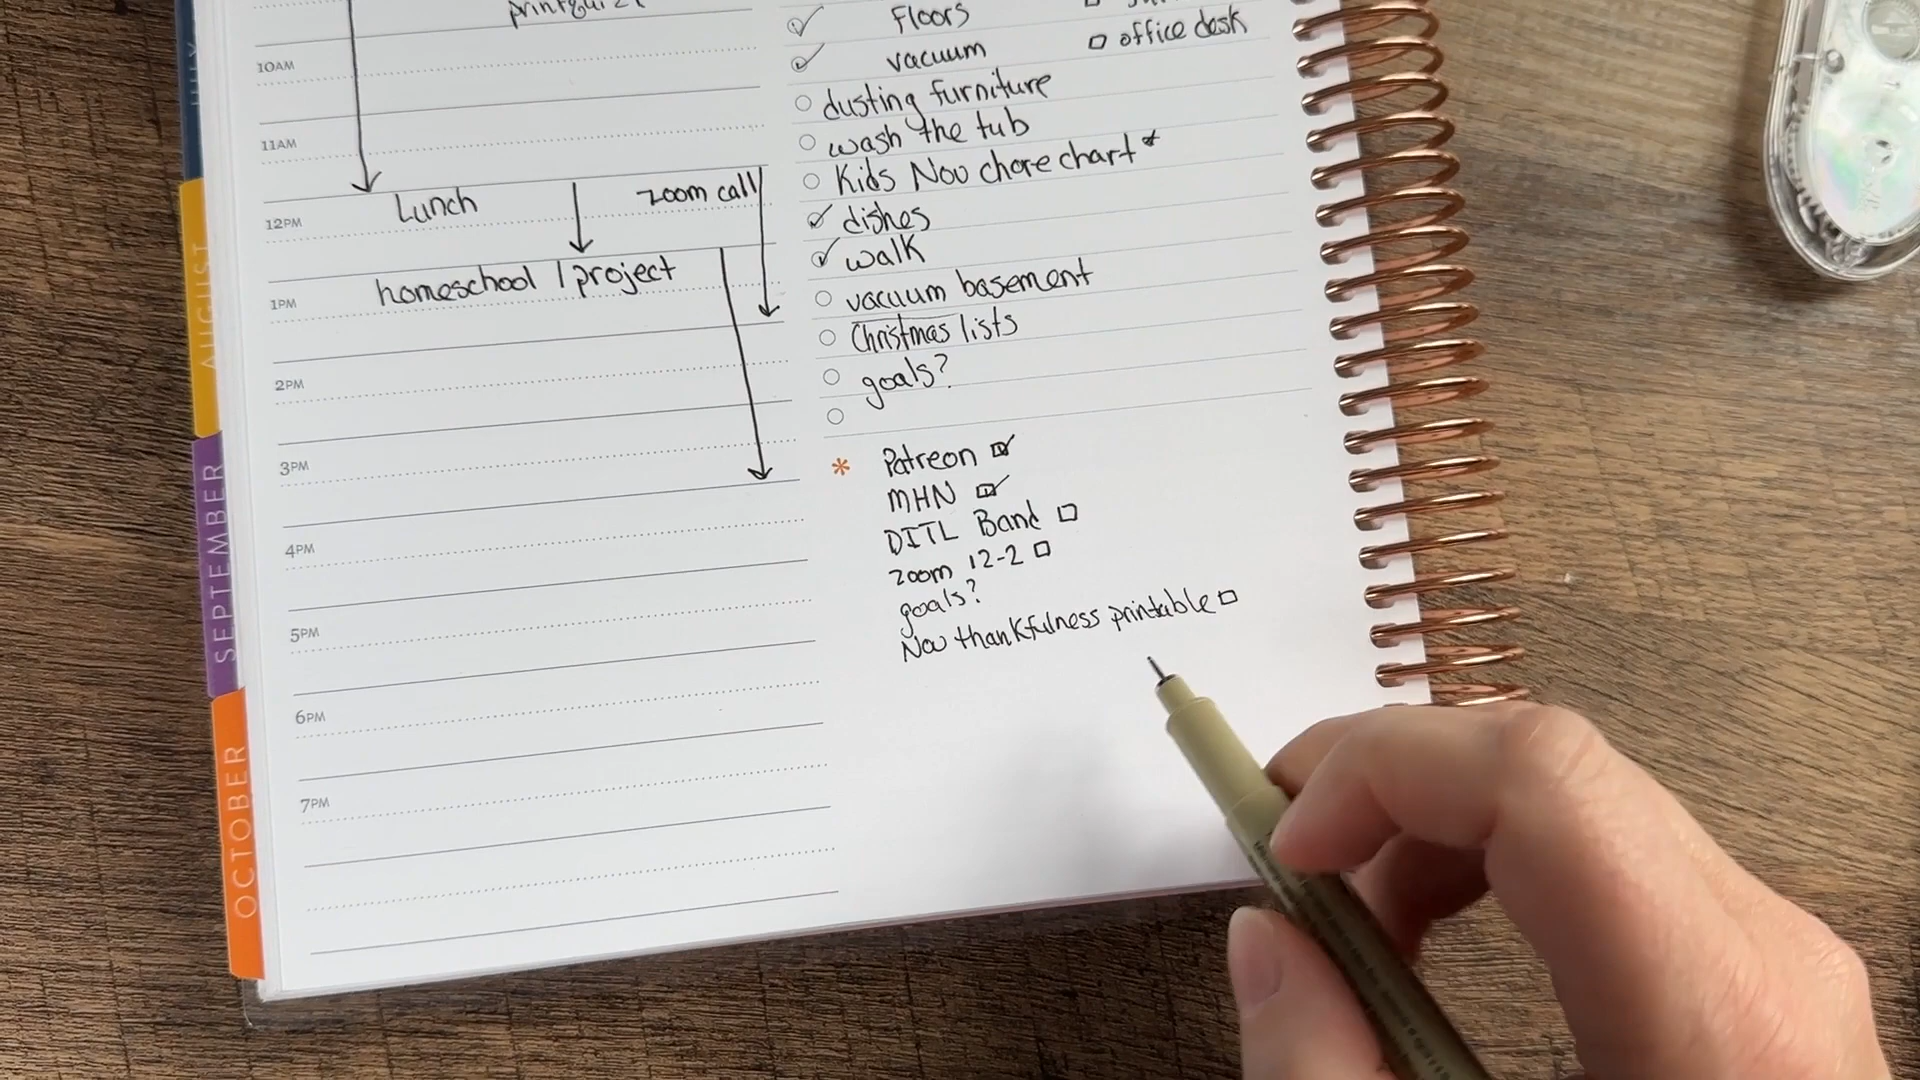 10AM
11AM
Lunch
zoom call
12PM
homeschool / project
1PM
2PM
3PM
4PM
5PM
6PM
7PM
Floors
vacuum
office desk
dusting furniture
wash the tub
Kids Nov chore chart*
dishes
walk
vacuum basement
Christmas lists
goals?
* Patreon
MHN
DITL Band
zoom 12-2
goals?
Nov thankfulness printable
AUGUST
SEPTEMBER
OCTOBER